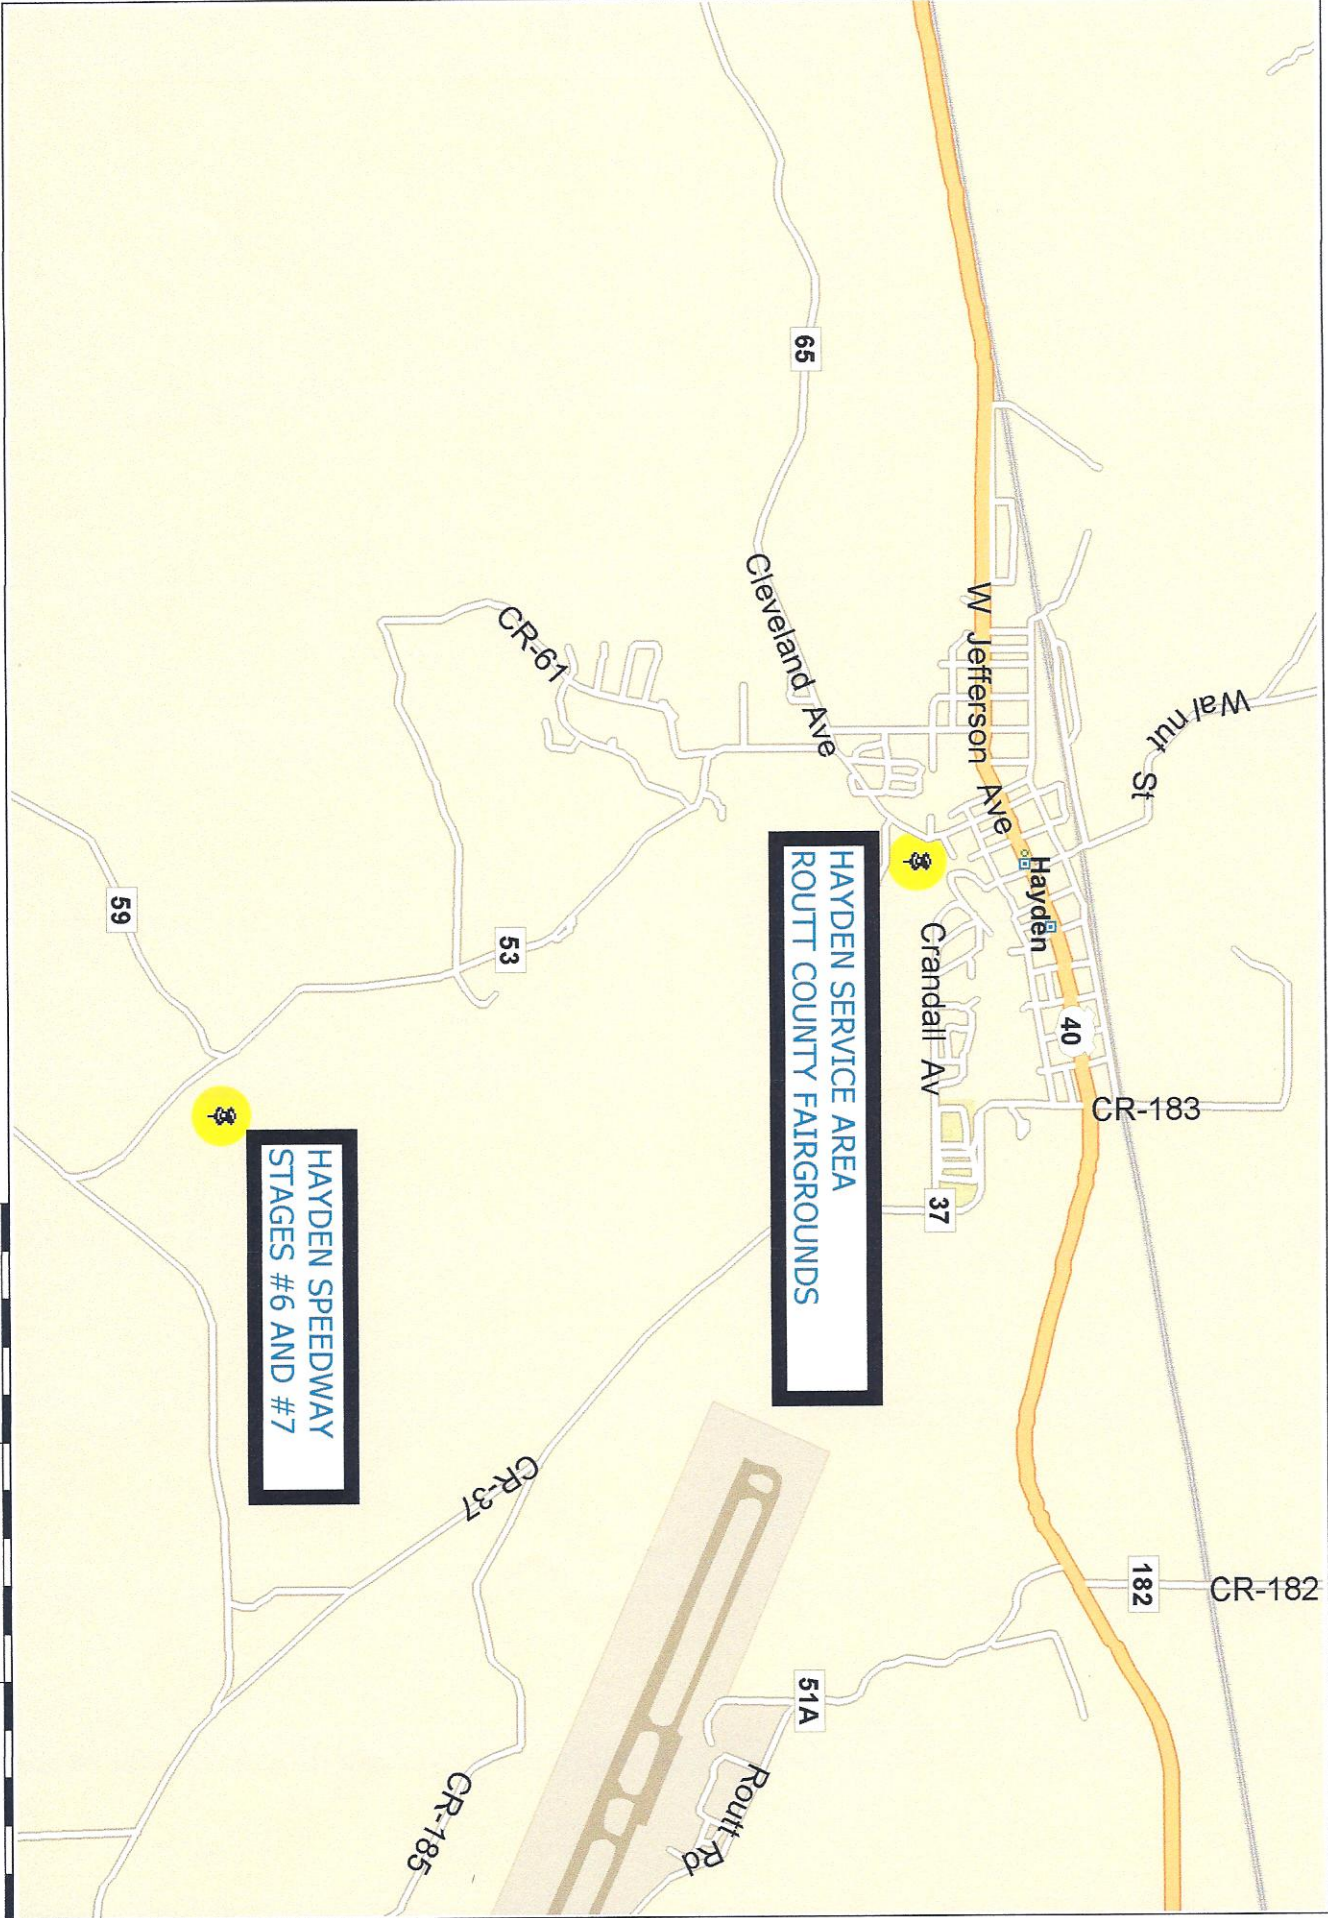 Walnut St
CR-183
CR-182
182
Hayden
40
W Jefferson Ave
Crandall Av
37
65
Cleveland Ave
HAYDEN SERVICE AREA
ROUTT COUNTY FAIRGROUNDS
51A
Routt Rd
CR-61
53
CR-37
CR-185
59
HAYDEN SPEEDWAY
STAGES #6 AND #7